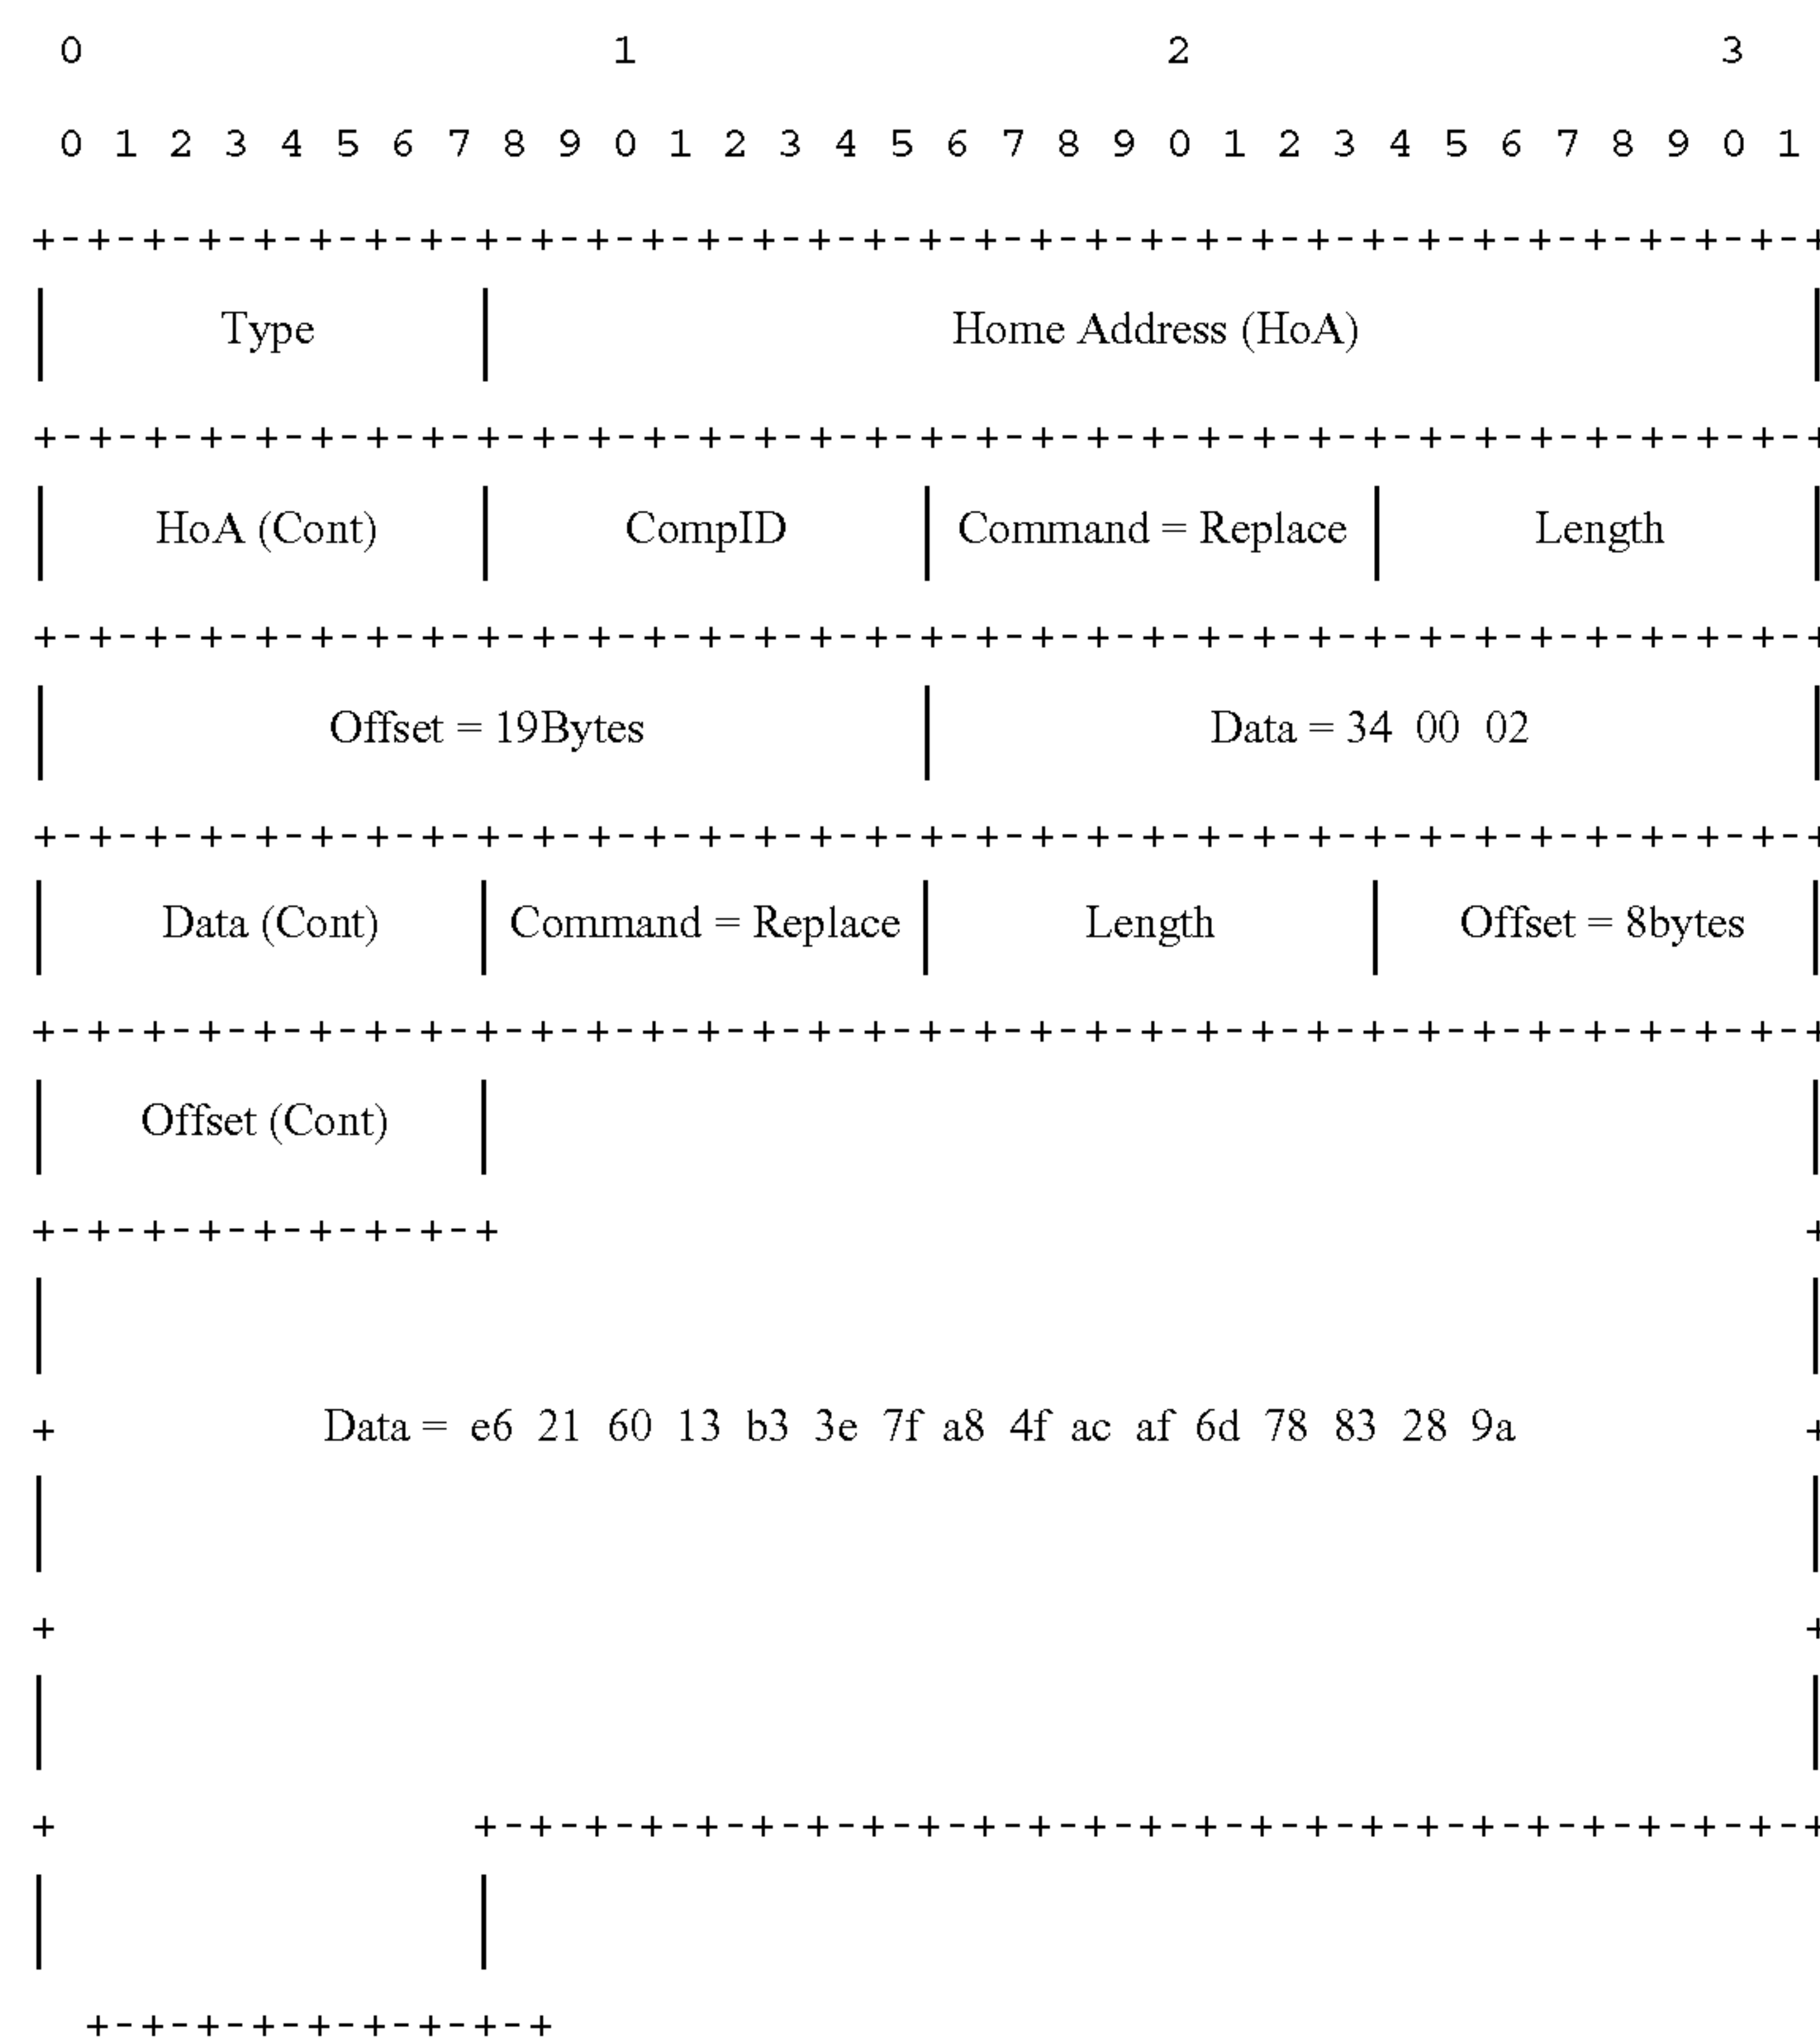 0 1 2 3
0 1 2 3 4 5 6 7 8 9 0 1 2 3 4 5 6 7 8 9 0 1 2 3 4 5 6 7 8 9 0 1
+-+-+-+-+-+-+-+-+-+-+-+-+-+-+-+-+-+-+-+-+-+-+-+-+-+-+-+-+-+-+-+-+
| Type | Home Address (HoA) |
+-+-+-+-+-+-+-+-+-+-+-+-+-+-+-+-+-+-+-+-+-+-+-+-+-+-+-+-+-+-+-+-+
| HoA (Cont) | CompID | Command = Replace | Length |
+-+-+-+-+-+-+-+-+-+-+-+-+-+-+-+-+-+-+-+-+-+-+-+-+-+-+-+-+-+-+-+-+
| Offset = 19Bytes | Data = 34 00 02 |
+-+-+-+-+-+-+-+-+-+-+-+-+-+-+-+-+-+-+-+-+-+-+-+-+-+-+-+-+-+-+-+-+
| Data (Cont) | Command = Replace | Length | Offset = 8bytes |
+-+-+-+-+-+-+-+-+-+-+-+-+-+-+-+-+-+-+-+-+-+-+-+-+-+-+-+-+-+-+-+-+
| Offset (Cont) | |
+-+-+-+-+-+-+-+-+ +
| |
+ Data = e6 21 60 13 b3 3e 7f a8 4f ac af 6d 78 83 28 9a +
| |
+ +
| |
+ +-+-+-+-+-+-+-+-+-+-+-+-+-+-+-+-+-+-+-+-+-+-+-+-+
| |
+-+-+-+-+-+-+-+-+